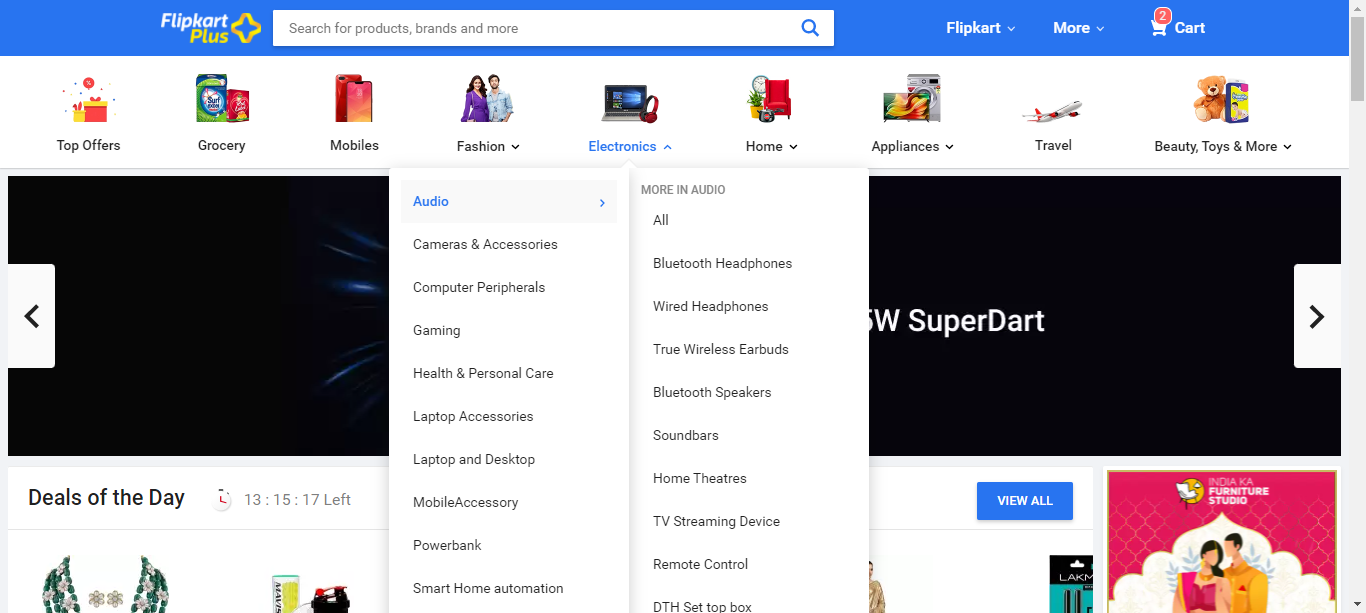 Flipkart
Plus
Search for products, brands and more
Flipkart
More
2
Cart
Top Offers
Grocery
Mobiles
Fashion
Electronics
Home
Appliances
Travel
Beauty, Toys & More
Audio
Cameras & Accessories
Computer Peripherals
Gaming
Health & Personal Care
Laptop Accessories
Laptop and Desktop
MobileAccessory
Powerbank
Smart Home automation
MORE IN AUDIO
All
Bluetooth Headphones
Wired Headphones
True Wireless Earbuds
Bluetooth Speakers
Soundbars
Home Theatres
TV Streaming Device
Remote Control
DTH Set top box
5W SuperDart
Deals of the Day
13 : 15 : 17 Left
VIEW ALL
INDIA KA
FURNITURE
STUDIO
MAVIS
LAKM
Surf
excel